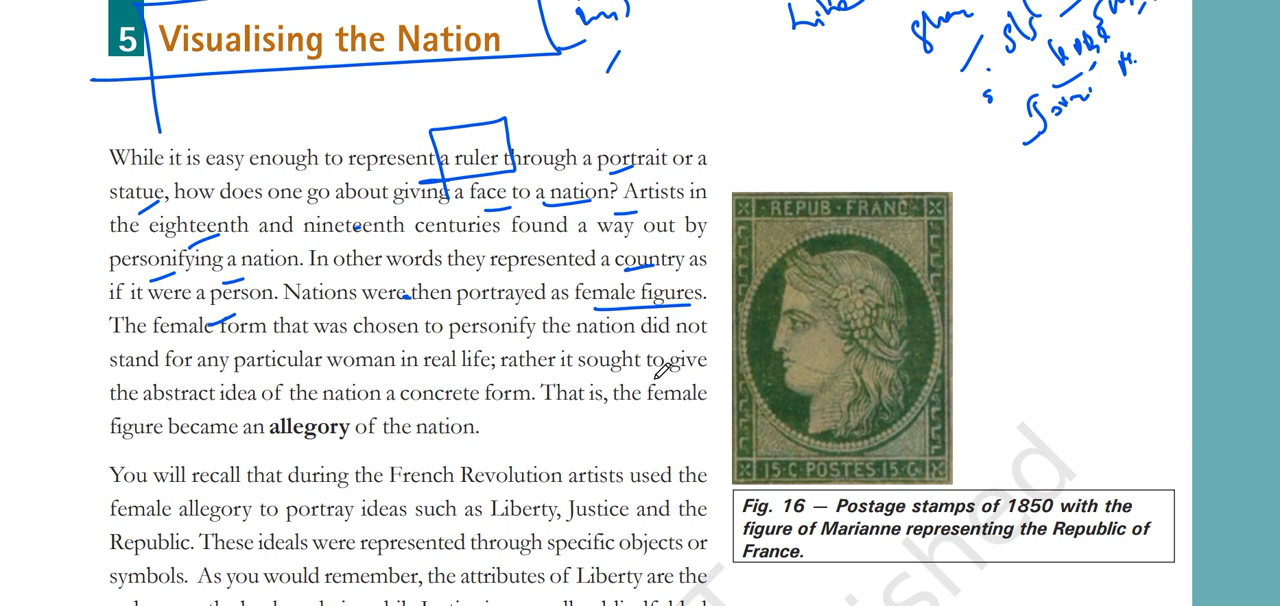 5 Visualising the Nation
While it is easy enough to represent a ruler through a portrait or a
statue, how does one go about giving a face to a nation? Artists in
the eighteenth and nineteenth centuries found a way out by
personifying a nation. In other words they represented a country as
if it were a person. Nations were then portrayed as female figures.
The female form that was chosen to personify the nation did not
stand for any particular woman in real life; rather it sought to give
the abstract idea of the nation a concrete form. That is, the female
figure became an allegory of the nation.
You will recall that during the French Revolution artists used the
female allegory to portray ideas such as Liberty, Justice and the
Republic. These ideals were represented through specific objects or
symbols. As you would remember, the attributes of Liberty are the
REPUB · FRANC
15 · C · POSTES · 15 · C
Fig. 16 — Postage stamps of 1850 with the
figure of Marianne representing the Republic of
France.